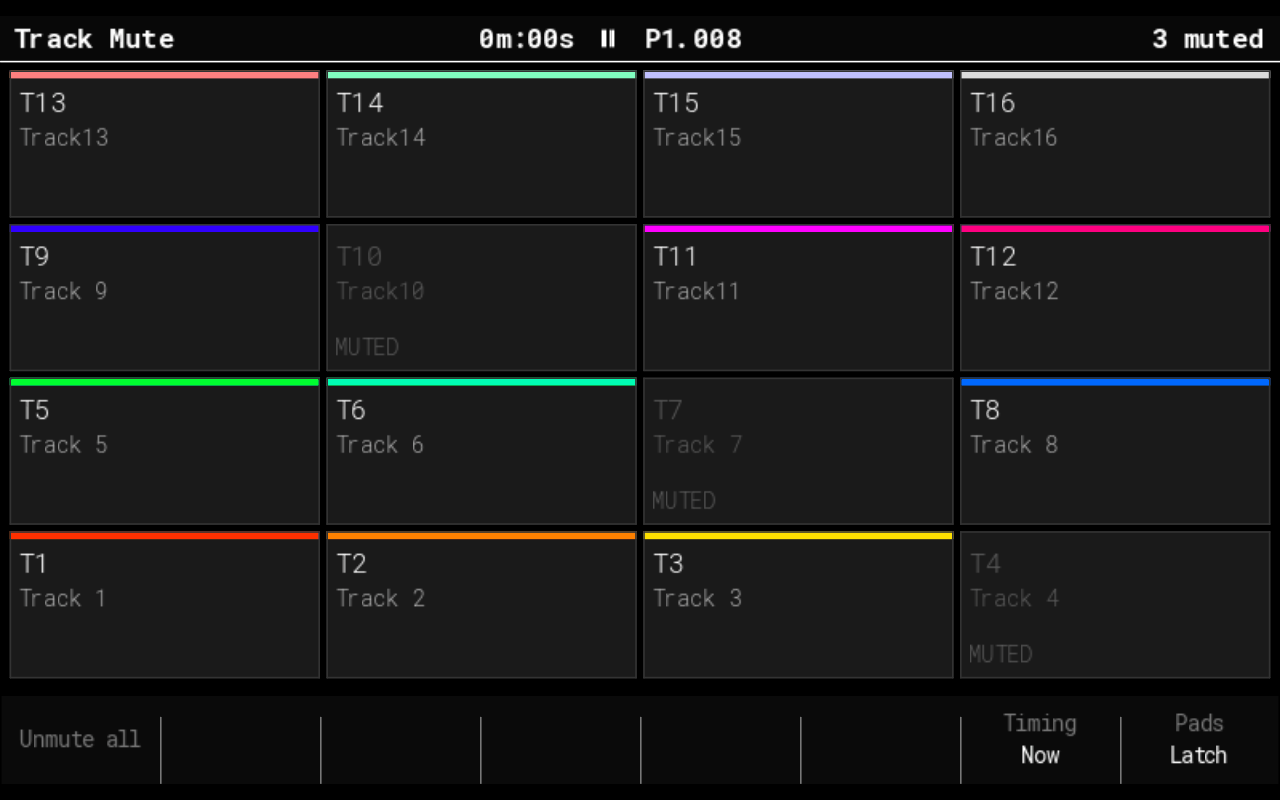 Track Mute 0m:00s P1.008 3 muted
T13 T14 T15 T16
Track13 Track14 Track15 Track16
T9 T10 T11 T12
Track 9 Track10 Track11 Track12
MUTED
T5 T6 T7 T8
Track 5 Track 6 Track 7 Track 8
MUTED
T1 T2 T3 T4
Track 1 Track 2 Track 3 Track 4
MUTED
Unmute all Timing Pads
Now Latch